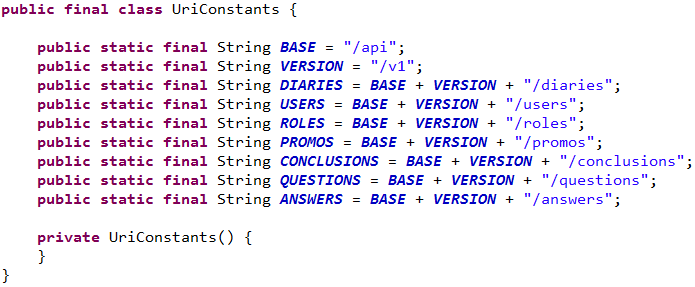 public final class UriConstants {
public static final String BASE = "/api";
public static final String VERSION = "/v1";
public static final String DIARIES = BASE + VERSION + "/diaries";
public static final String USERS = BASE + VERSION + "/users";
public static final String ROLES = BASE + VERSION + "/roles";
public static final String PROMOS = BASE + VERSION + "/promos";
public static final String CONCLUSIONS = BASE + VERSION + "/conclusions";
public static final String QUESTIONS = BASE + VERSION + "/questions";
public static final String ANSWERS = BASE + VERSION + "/answers";
private UriConstants() {
}
}